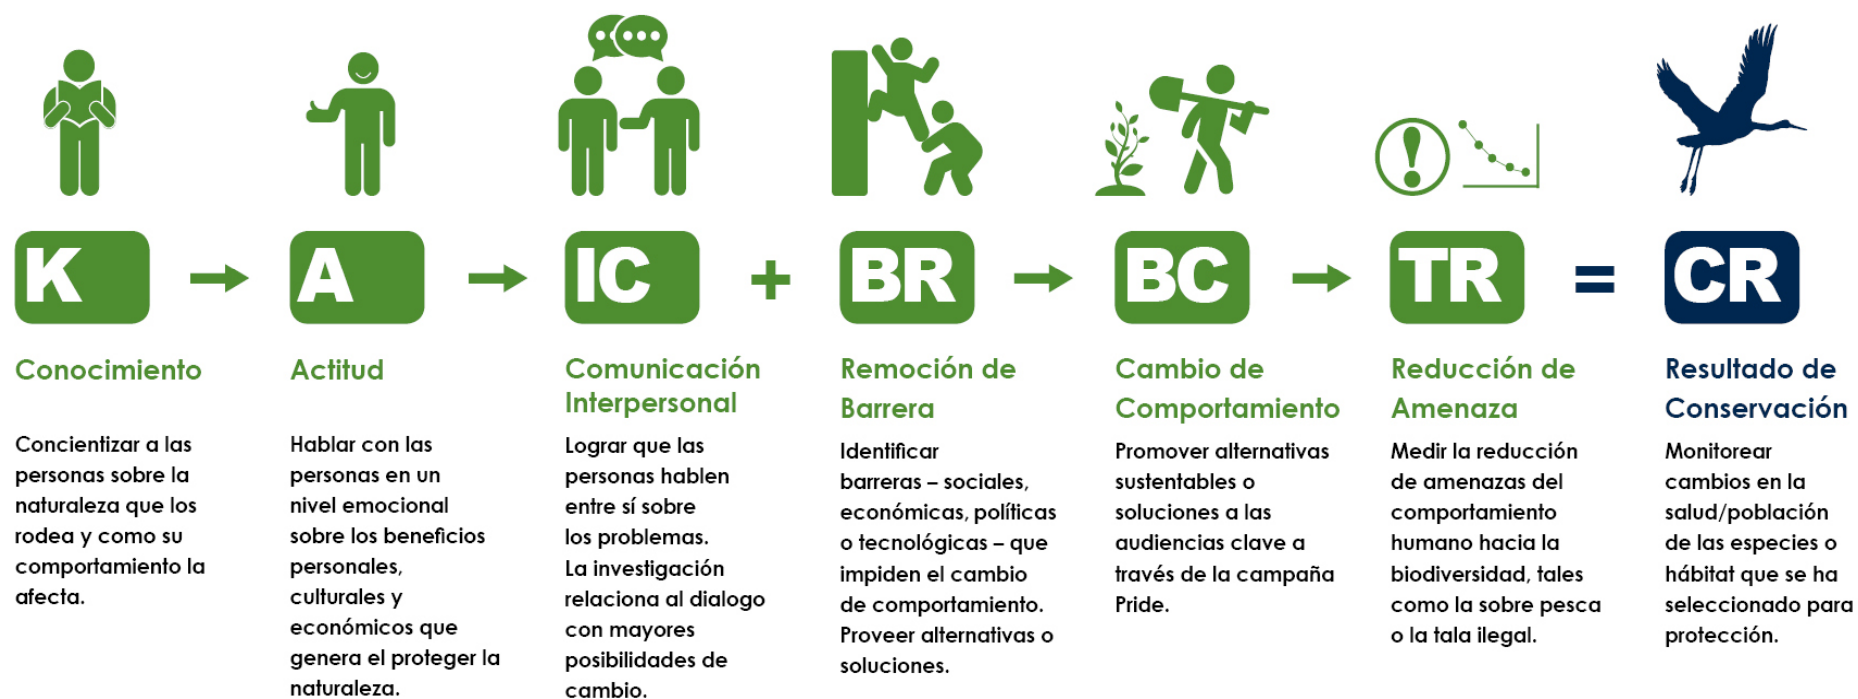 K → A → IC + BR → BC → TR = CR
Conocimiento
Concientizar a las
personas sobre la
naturaleza que los
rodea y como su
comportamiento la
afecta.
Actitud
Hablar con las
personas en un
nivel emocional
sobre los beneficios
personales,
culturales y
económicos que
genera el proteger la
naturaleza.
Comunicación
Interpersonal
Lograr que las
personas hablen
entre sí sobre
los problemas.
La investigación
relaciona al dialogo
con mayores
posibilidades de
cambio.
Remoción de
Barrera
Identificar
barreras – sociales,
económicas, políticas
o tecnológicas – que
impiden el cambio
de comportamiento.
Proveer alternativas o
soluciones.
Cambio de
Comportamiento
Promover alternativas
sustentables o
soluciones a las
audiencias clave a
través de la campaña
Pride.
Reducción de
Amenaza
Medir la reducción
de amenazas del
comportamiento
humano hacia la
biodiversidad, tales
como la sobre pesca
o la tala ilegal.
Resultado de
Conservación
Monitorear
cambios en la
salud/población
de las especies o
hábitat que se ha
seleccionado para
protección.